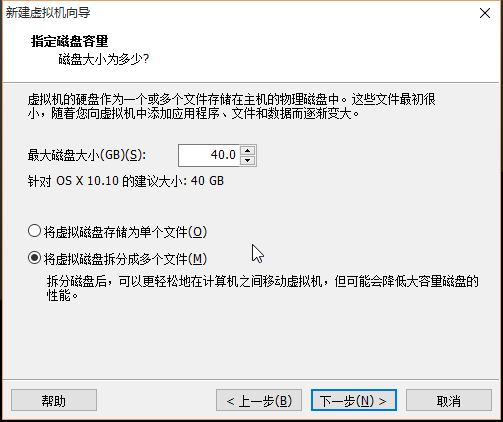 新建虚拟机向导
指定磁盘容量
磁盘大小为多少?
虚拟机的硬盘作为一个或多个文件存储在主机的物理磁盘中。这些文件最初很
小，随着您向虚拟机中添加应用程序、文件和数据而逐渐变大。
最大磁盘大小(GB)(S): 40.0
针对 OS X 10.10 的建议大小: 40 GB
将虚拟磁盘存储为单个文件(O)
将虚拟磁盘拆分成多个文件(M)
拆分磁盘后，可以更轻松地在计算机之间移动虚拟机，但可能会降低大容量磁盘的
性能。
帮助 < 上一步(B) 下一步(N) > 取消